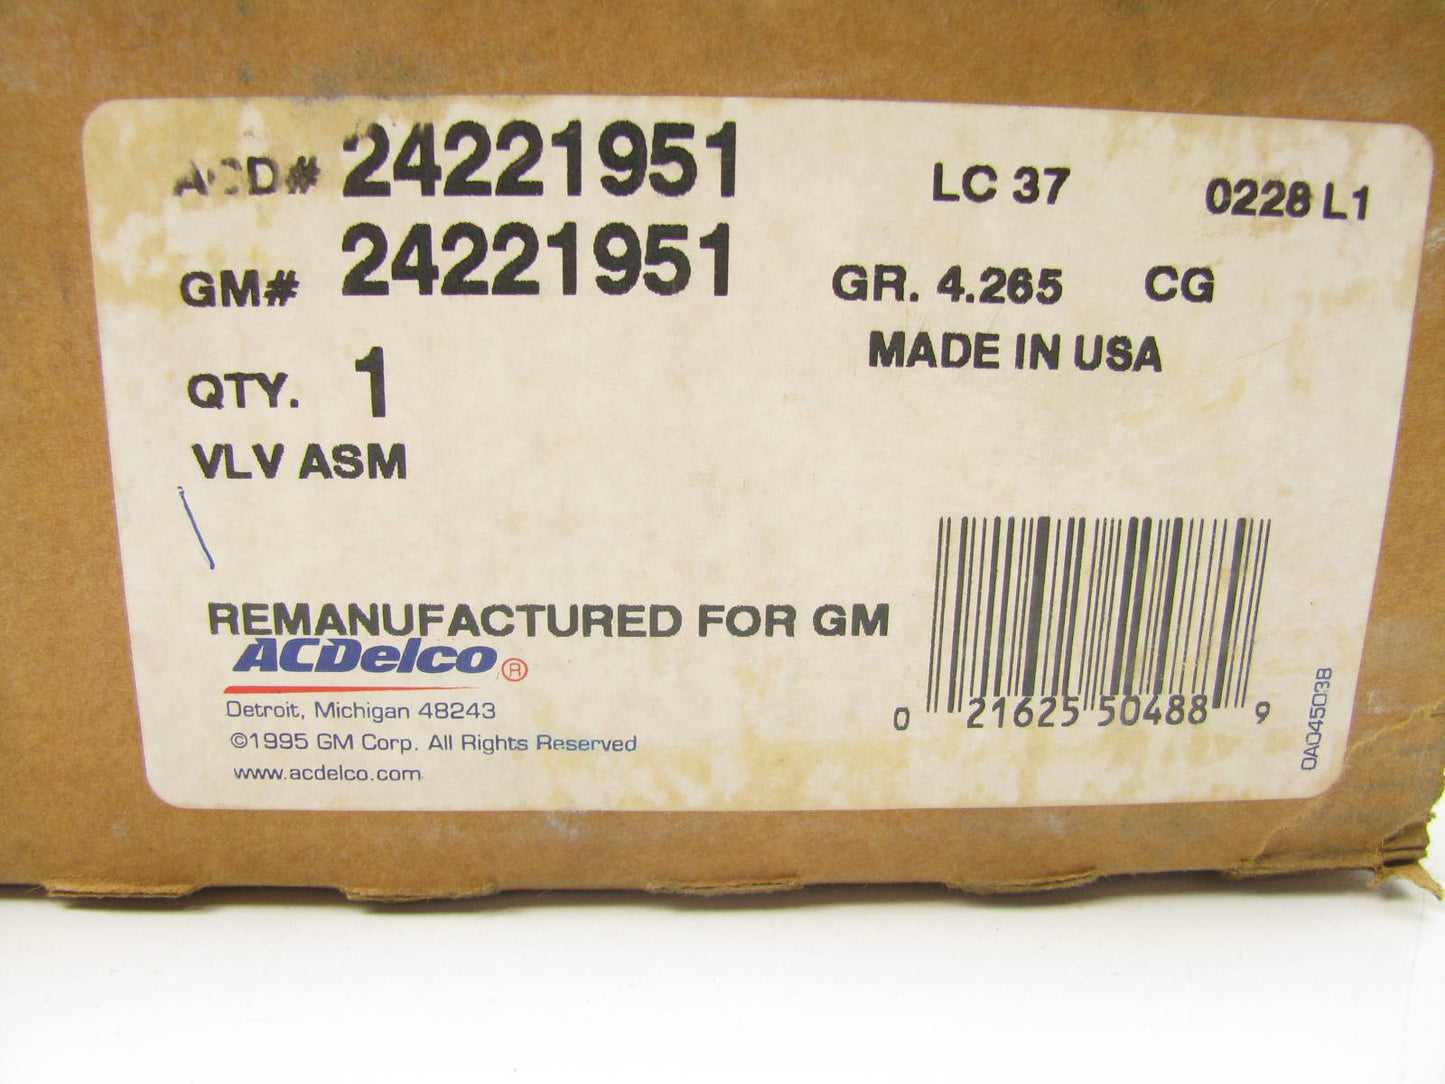 ACD# 24221951
LC 37 0228 L1
GM# 24221951
GR. 4.265 CG
MADE IN USA
QTY. 1
VLV ASM
REMANUFACTURED FOR GM
ACDelco®
Detroit, Michigan 48243
©1995 GM Corp. All Rights Reserved
www.acdelco.com
0 21625 50488 9
0A04503B